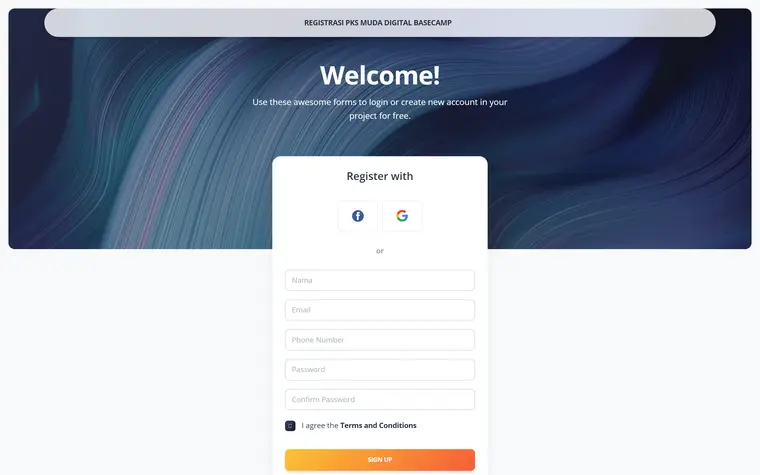 REGISTRASI PKS MUDA DIGITAL BASECAMP
Welcome!
Use these awesome forms to login or create new account in your
project for free.
Register with
or
Nama
Email
Phone Number
Password
Confirm Password
I agree the Terms and Conditions
SIGN UP